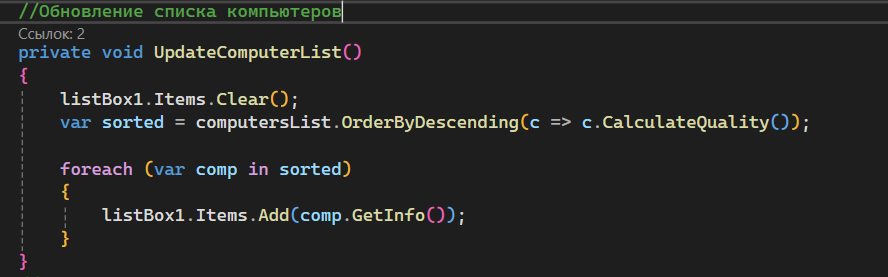 //Обновление списка компьютеров
Ссылок: 2
private void UpdateComputerList()
{
listBox1.Items.Clear();
var sorted = computersList.OrderByDescending(c => c.CalculateQuality());
foreach (var comp in sorted)
{
listBox1.Items.Add(comp.GetInfo());
}
}